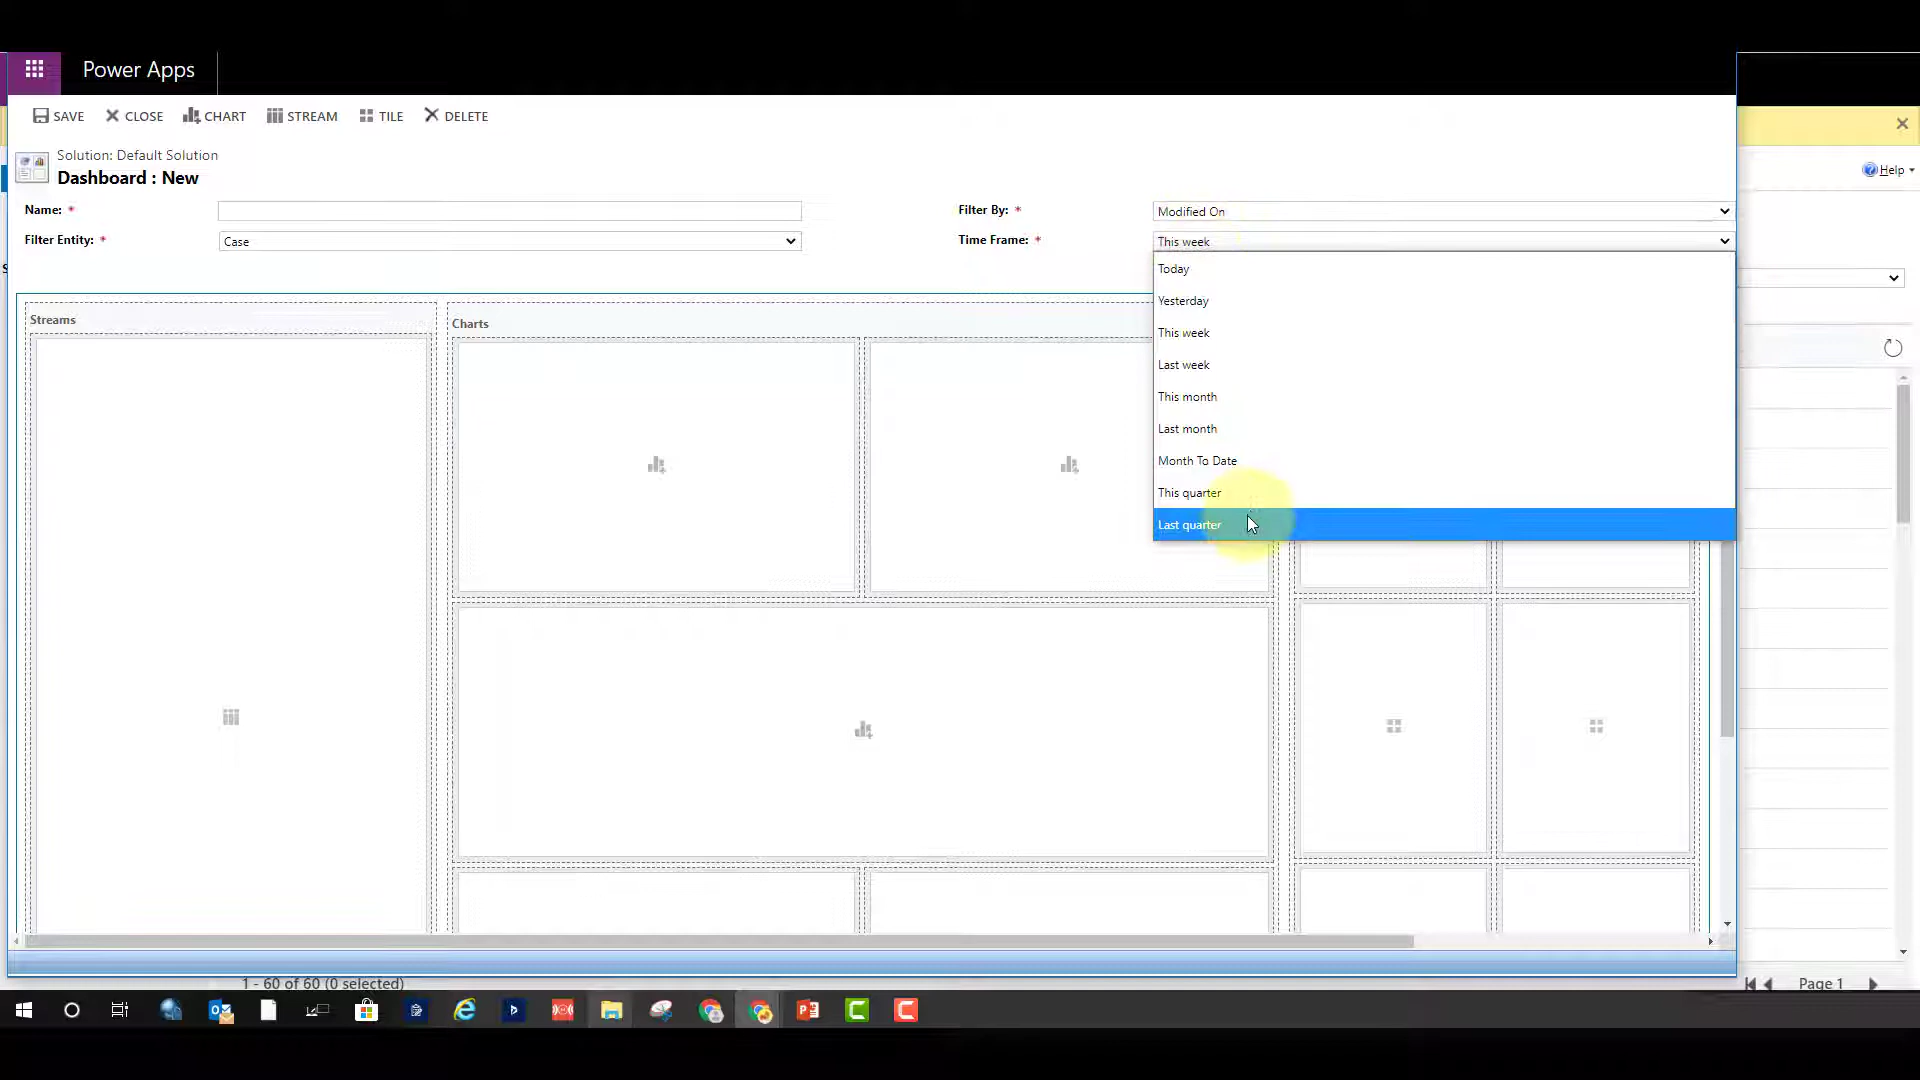 Power Apps
SAVE CLOSE CHART STREAM TILE DELETE
Solution: Default Solution
Dashboard : New
Help
Name: * Filter By: * Modified On
Filter Entity: * Case Time Frame: * This week
Today
Yesterday
This week
Last week
This month
Last month
Month To Date
This quarter
Last quarter
Streams
Charts
1 - 60 of 60 (0 selected)
Page 1